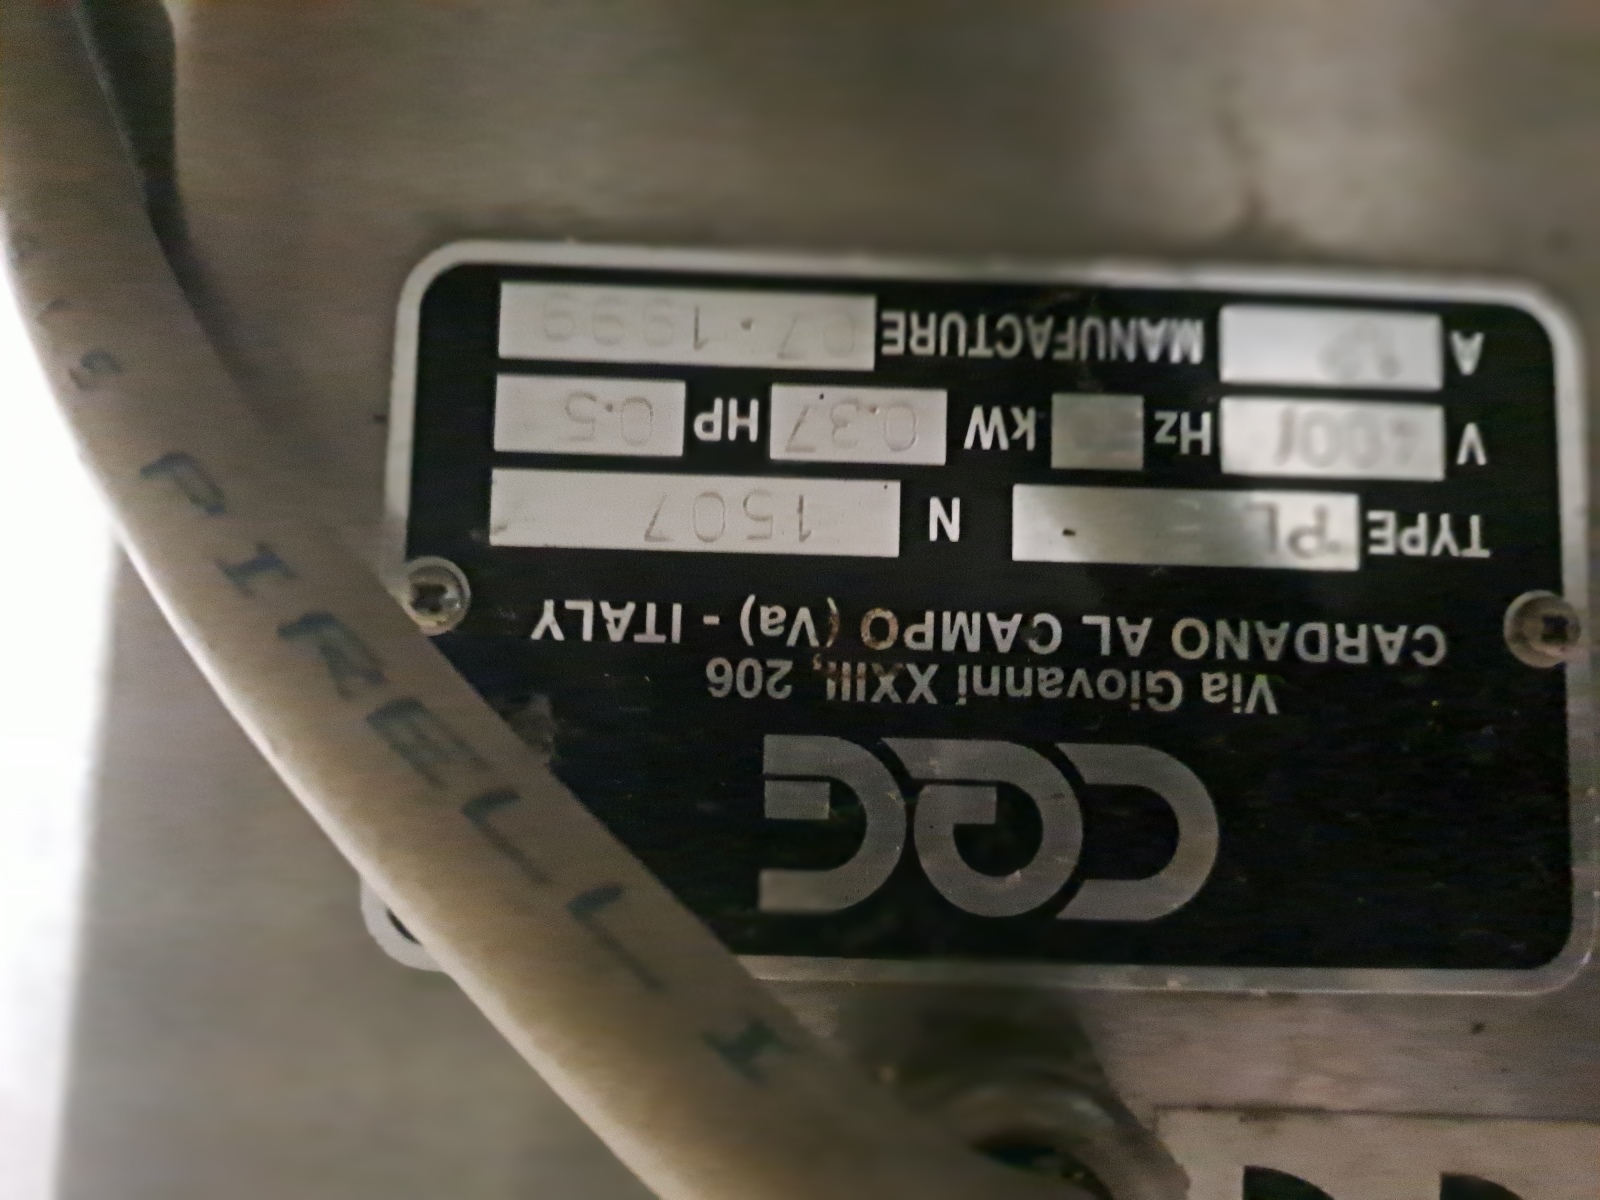 CQC
Via Giovanni XXIII, 206
CARDANO AL CAMPO (Va) - ITALY
TYPE PL N 1507
V 400 Hz kW 0.37 HP 0.5
A MANUFACTURE 07.1999
PIRELLI